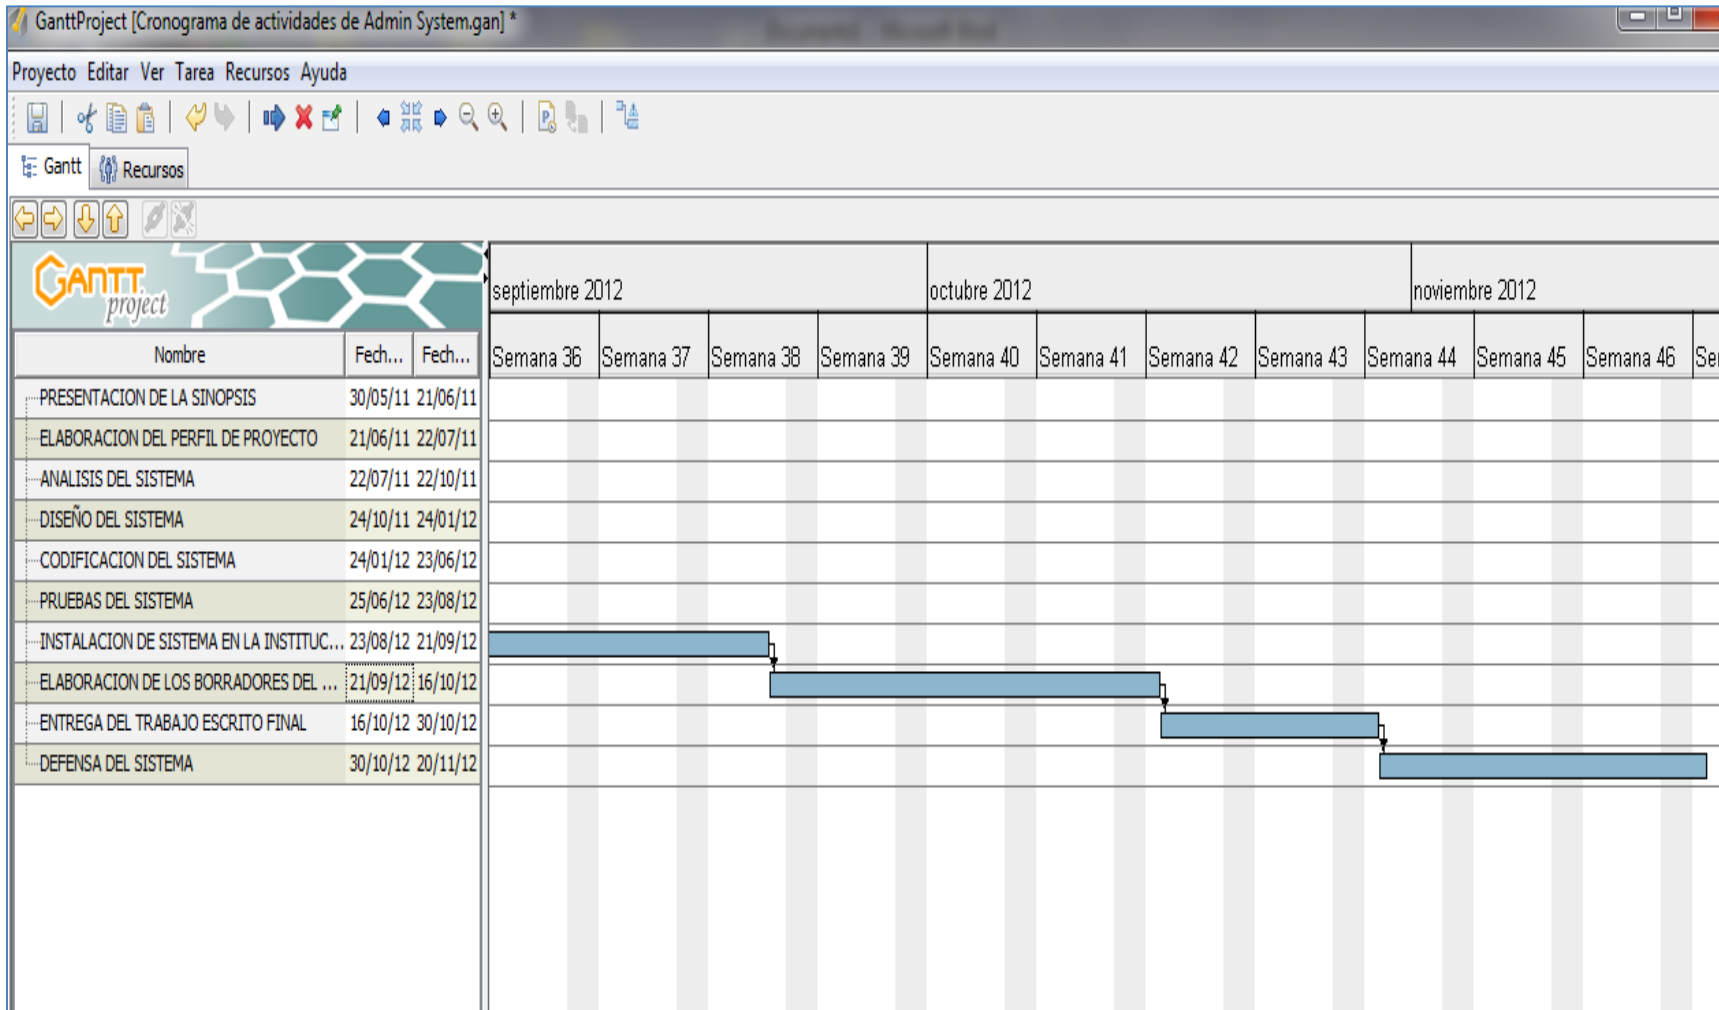 GanttProject [Cronograma de actividades de Admin System.gan] *
Proyecto Editar Ver Tarea Recursos Ayuda
Gantt Recursos
GANTT project
septiembre 2012 octubre 2012 noviembre 2012
Nombre Fech... Fech... Semana 36 Semana 37 Semana 38 Semana 39 Semana 40 Semana 41 Semana 42 Semana 43 Semana 44 Semana 45 Semana 46
PRESENTACION DE LA SINOPSIS 30/05/11 21/06/11
ELABORACION DEL PERFIL DE PROYECTO 21/06/11 22/07/11
ANALISIS DEL SISTEMA 22/07/11 22/10/11
DISEÑO DEL SISTEMA 24/10/11 24/01/12
CODIFICACION DEL SISTEMA 24/01/12 23/06/12
PRUEBAS DEL SISTEMA 25/06/12 23/08/12
INSTALACION DE SISTEMA EN LA INSTITUC... 23/08/12 21/09/12
ELABORACION DE LOS BORRADORES DEL ... 21/09/12 16/10/12
ENTREGA DEL TRABAJO ESCRITO FINAL 16/10/12 30/10/12
DEFENSA DEL SISTEMA 30/10/12 20/11/12